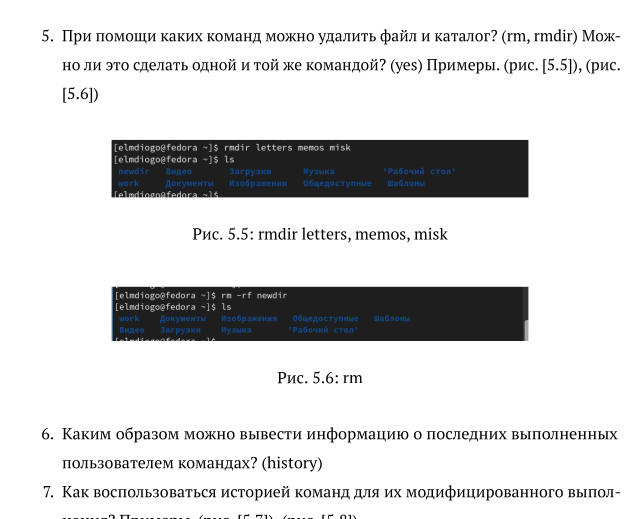 5. При помощи каких команд можно удалить файл и каталог? (rm, rmdir) Мож-
но ли это сделать одной и той же командой? (yes) Примеры. (рис. [5.5]), (рис.
[5.6])
[elmdiogo@fedora ~]$ rmdir letters memos misk
[elmdiogo@fedora ~]$ ls
newdir Видео Загрузки Музыка 'Рабочий стол'
work Документы Изображения Общедоступные Шаблоны
[elmdiogo@fedora ~]$
Рис. 5.5: rmdir letters, memos, misk
[elmdiogo@fedora ~]$ rm -rf newdir
[elmdiogo@fedora ~]$ ls
work Документы Изображения Общедоступные Шаблоны
Видео Загрузки Музыка 'Рабочий стол'
[elmdiogo@fedora ~]$
Рис. 5.6: rm
6. Каким образом можно вывести информацию о последних выполненных
пользователем командах? (history)
7. Как воспользоваться историей команд для их модифицированного выпол-
нения? Примеры. (рис. [5.7]), (рис. [5.8])